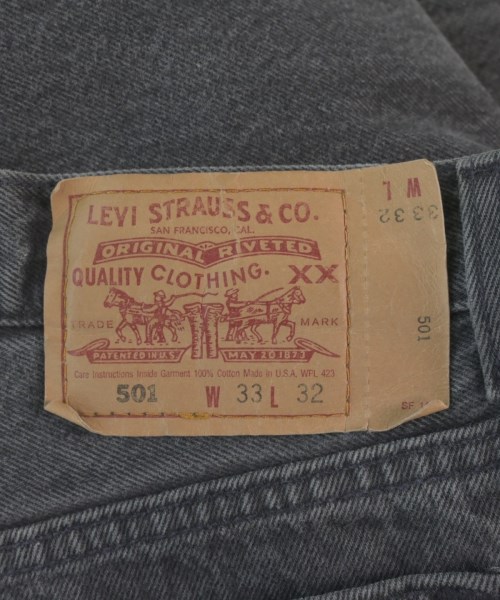 LEVI STRAUSS & CO.
SAN FRANCISCO, CAL.
ORIGINAL RIVETED
QUALITY CLOTHING. XX
TRADE MARK
PATENTED IN U.S. MAY 20 1873
Care Instructions Inside Garment 100% Cotton Made in U.S.A. WPL 423
501 W 33 L 32
W L
33 32
501